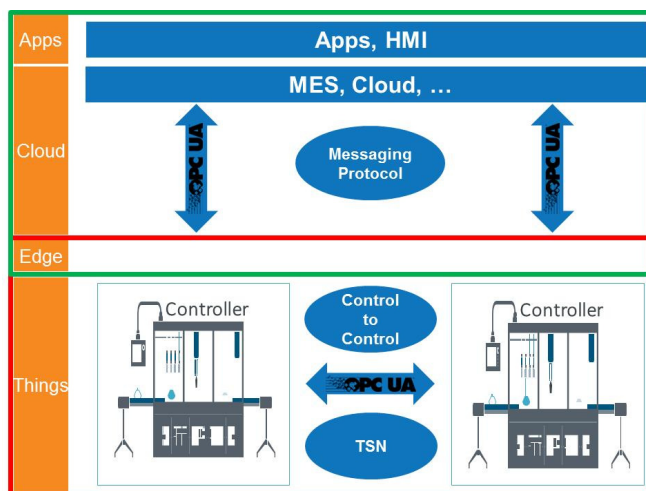 Apps
Apps, HMI
MES, Cloud, ...
Cloud
OPC UA
Messaging
Protocol
OPC UA
Edge
Things
Controller
Control
to
Control
Controller
OPC UA
TSN